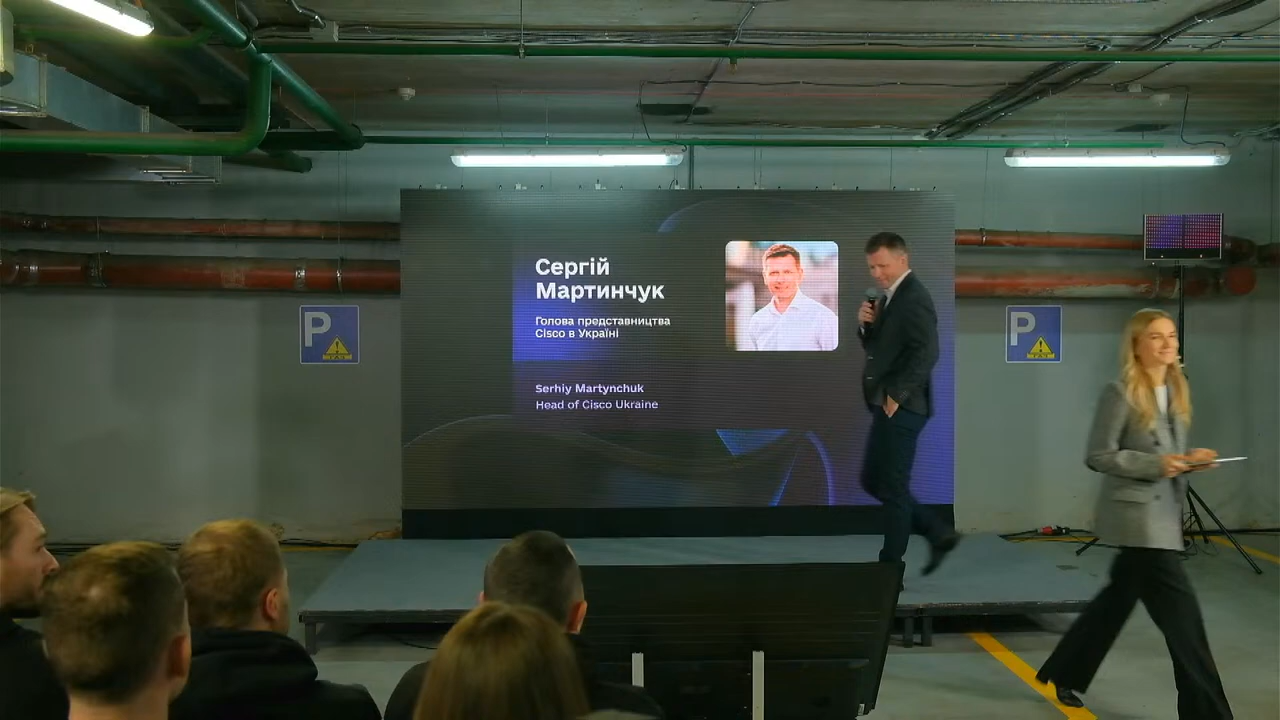 Сергій
Мартинчук
Голова представництва
Cisco в Україні
Serhiy Martynchuk
Head of Cisco Ukraine
P
P